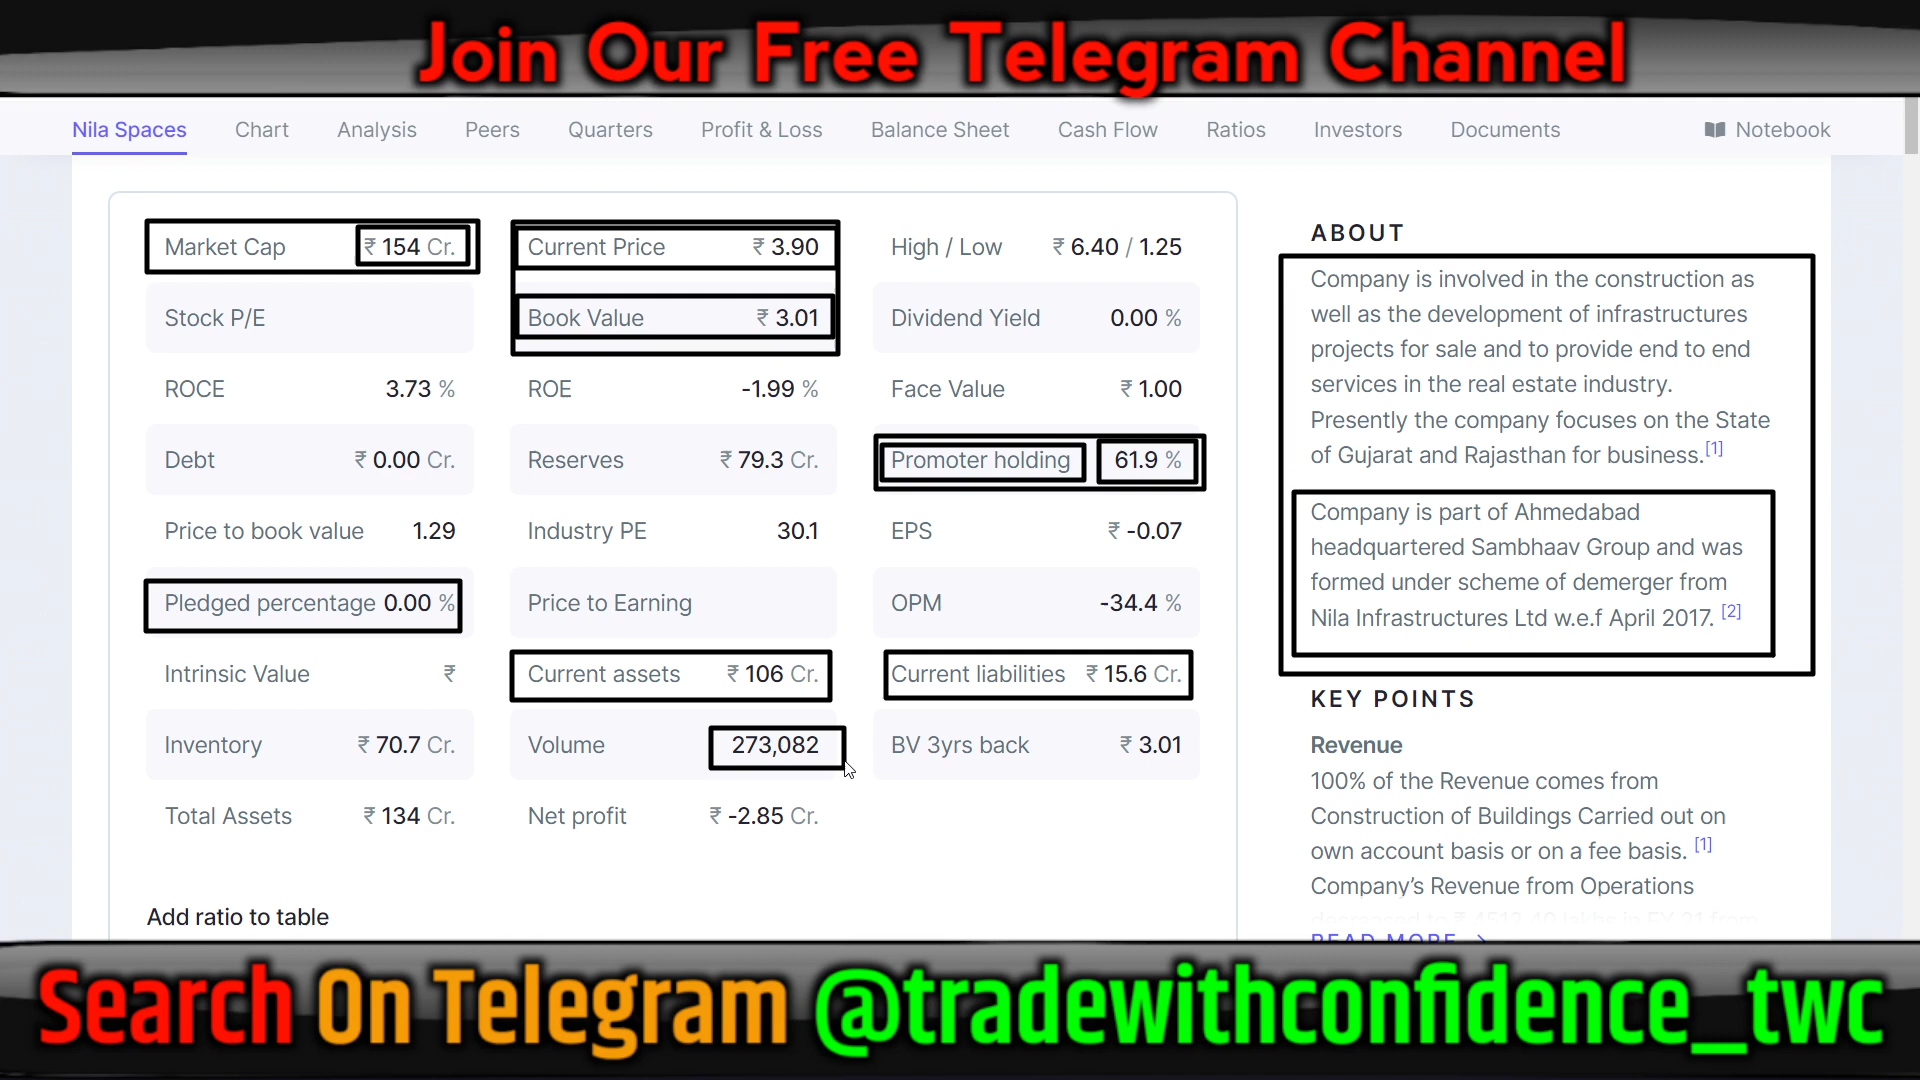 Join Our Free Telegram Channel
Nila Spaces Chart Analysis Peers Quarters Profit & Loss Balance Sheet Cash Flow Ratios Investors Documents Notebook
Market Cap ₹ 154 Cr. Current Price ₹ 3.90 High / Low ₹ 6.40 / 1.25
Stock P/E Book Value ₹ 3.01 Dividend Yield 0.00 %
ROCE 3.73 % ROE -1.99 % Face Value ₹ 1.00
Debt ₹ 0.00 Cr. Reserves ₹ 79.3 Cr. Promoter holding 61.9 %
Price to book value 1.29 Industry PE 30.1 EPS ₹ -0.07
Pledged percentage 0.00 % Price to Earning OPM -34.4 %
Intrinsic Value ₹ Current assets ₹ 106 Cr. Current liabilities ₹ 15.6 Cr.
Inventory ₹ 70.7 Cr. Volume 273,082 BV 3yrs back ₹ 3.01
Total Assets ₹ 134 Cr. Net profit ₹ -2.85 Cr.
Add ratio to table
ABOUT
Company is involved in the construction as
well as the development of infrastructures
projects for sale and to provide end to end
services in the real estate industry.
Presently the company focuses on the State
of Gujarat and Rajasthan for business.[1]
Company is part of Ahmedabad
headquartered Sambhaav Group and was
formed under scheme of demerger from
Nila Infrastructures Ltd w.e.f April 2017. [2]
KEY POINTS
Revenue
100% of the Revenue comes from
Construction of Buildings Carried out on
own account basis or on a fee basis. [1]
Company's Revenue from Operations
decreased to ₹ 4512.40 lakhs in FY 21 from
READ MORE
Search On Telegram @tradewithconfidence_twc